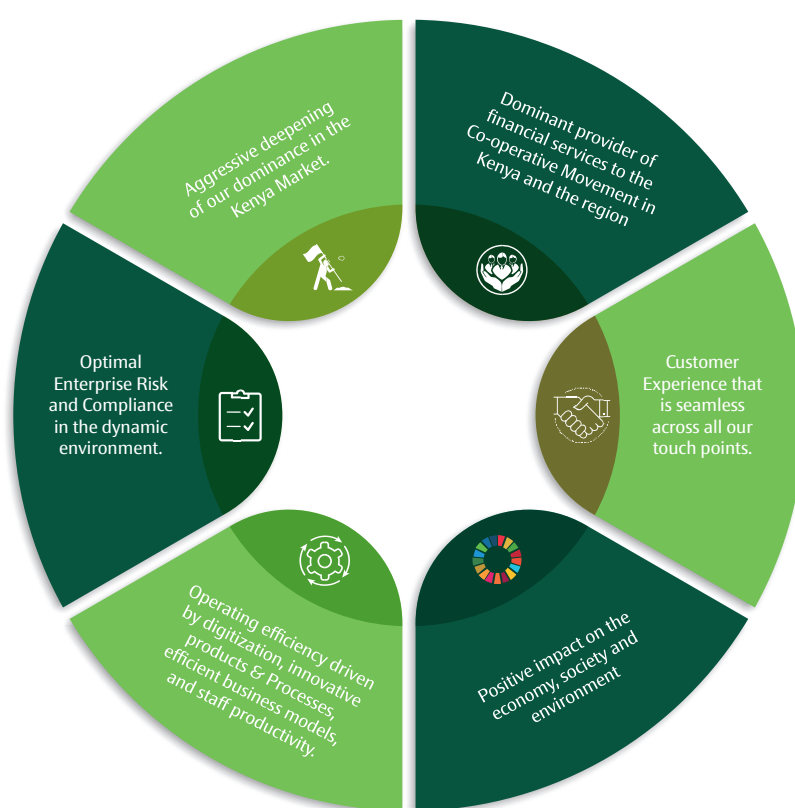 Aggressive deepening
of our dominance in the
Kenya Market.
Dominant provider of
financial services to the
Co-operative Movement in
Kenya and the region
Optimal
Enterprise Risk
and Compliance
in the dynamic
environment.
Customer
Experience that
is seamless
across all our
touch points.
Operating efficiency driven
by digitization, innovative
products & Processes,
efficient business models,
and staff productivity.
Positive impact on the
economy, society and
environment